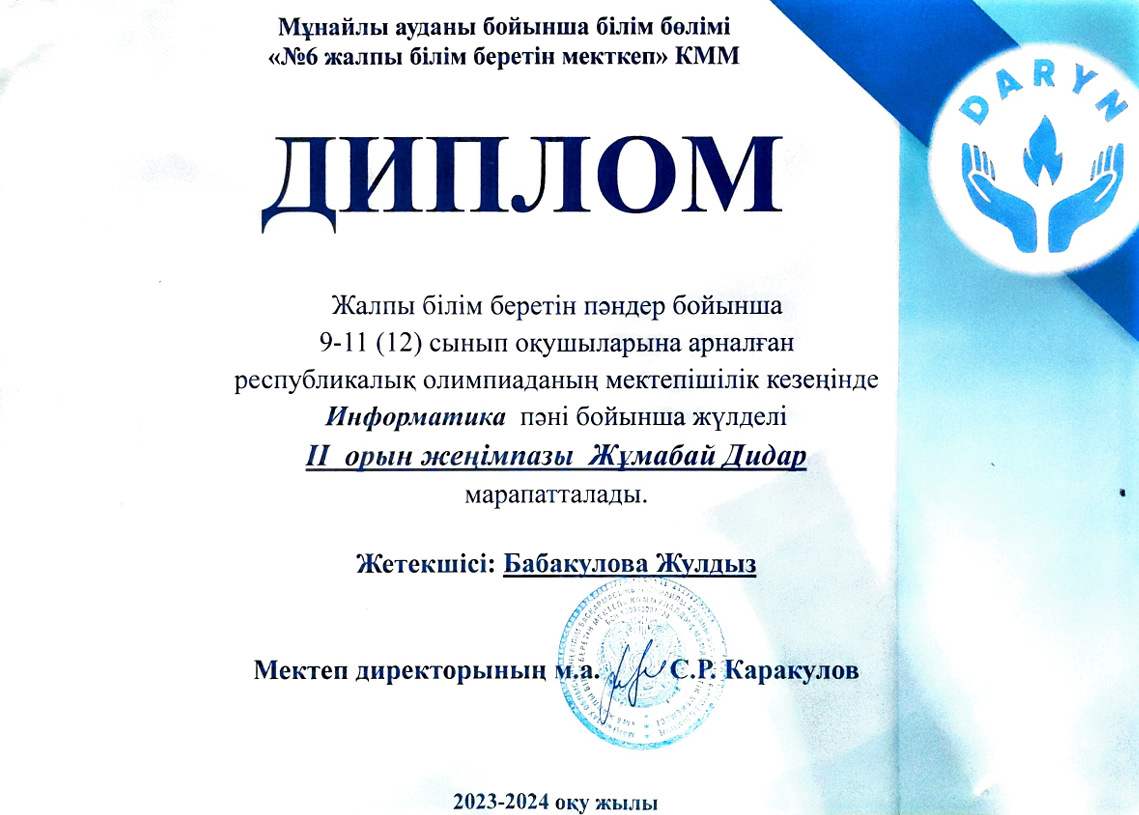 Мұнайлы ауданы бойынша білім бөлімі
«№6 жалпы білім беретін мекткеп» КММ
DARYN
ДИПЛОМ
Жалпы білім беретін пәндер бойынша
9-11 (12) сынып оқушыларына арналған
республикалық олимпиаданың мектепішілік кезеңінде
Информатика пәні бойынша жүлделі
ІІ орын жеңімпазы Жұмабай Дидар
марапатталады.
Жетекшісі: Бабакулова Жулдыз
Мектеп директорының м.а. С.Р. Каракулов
2023-2024 оқу жылы